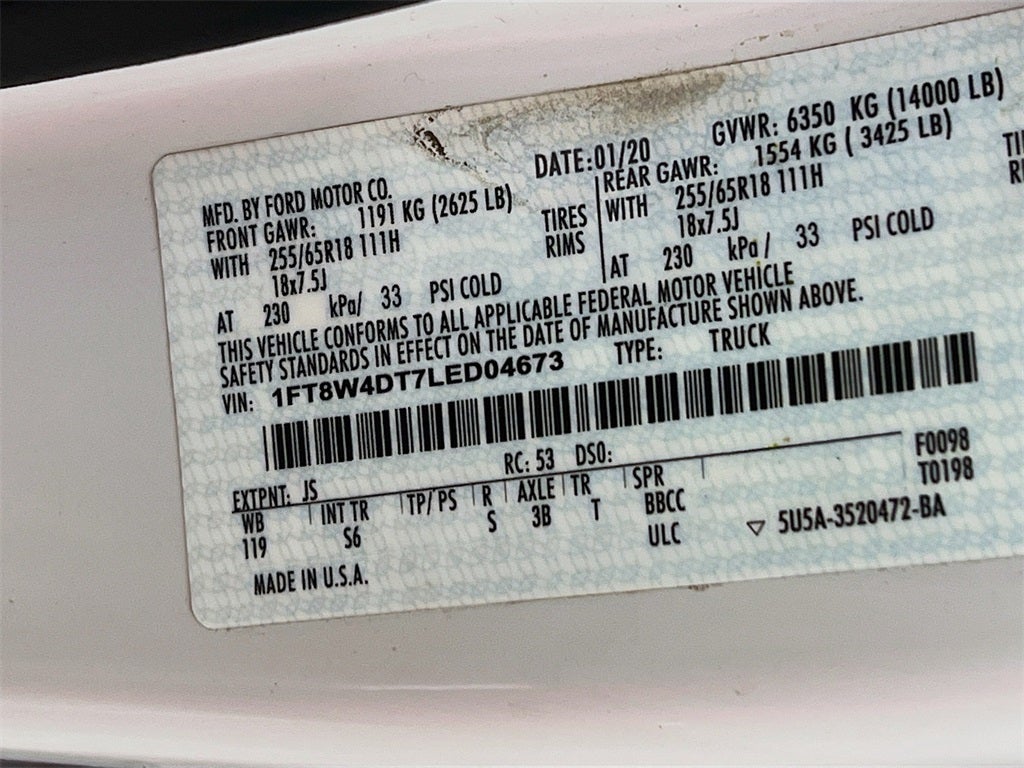 MFD. BY FORD MOTOR CO.
DATE:01/20
GVWR: 6350 KG (14000 LB)
FRONT GAWR: 1191 KG (2625 LB)
WITH 255/65R18 111H TIRES
18x7.5J RIMS
AT 230 kPa/ 33 PSI COLD
REAR GAWR: 1554 KG ( 3425 LB)
WITH 255/65R18 111H
18x7.5J
AT 230 kPa/ 33 PSI COLD
THIS VEHICLE CONFORMS TO ALL APPLICABLE FEDERAL MOTOR VEHICLE
SAFETY STANDARDS IN EFFECT ON THE DATE OF MANUFACTURE SHOWN ABOVE.
VIN: 1FT8W4DT7LED04673 TYPE: TRUCK
F0098
T0198
EXTPNT: JS RC: 53 DSO:
WB INT TR TP/ PS R AXLE TR SPR
119 S6 S 3B T BBCC
ULC
5U5A-3520472-BA
MADE IN U.S.A.